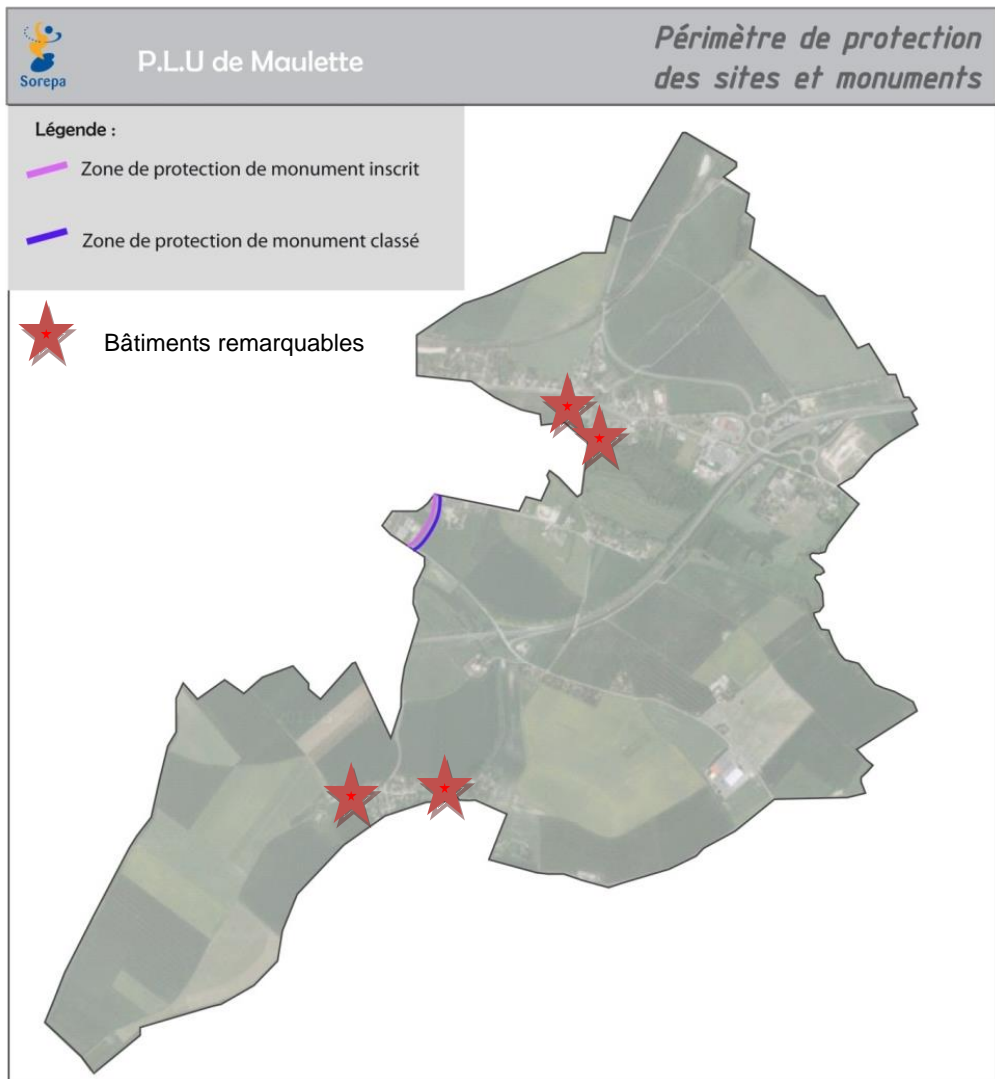 Sorepa
P.L.U de Maulette
Périmètre de protection
des sites et monuments
Légende :
Zone de protection de monument inscrit
Zone de protection de monument classé
Bâtiments remarquables